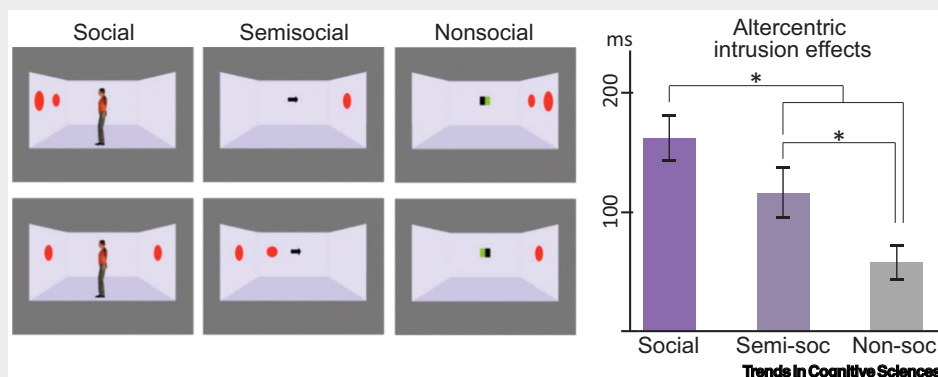 Social
Semisocial
Nonsocial
ms
Altercentric
intrusion effects
200
100
*
*
Social
Semi-soc
Non-soc
Trends in Cognitive Sciences